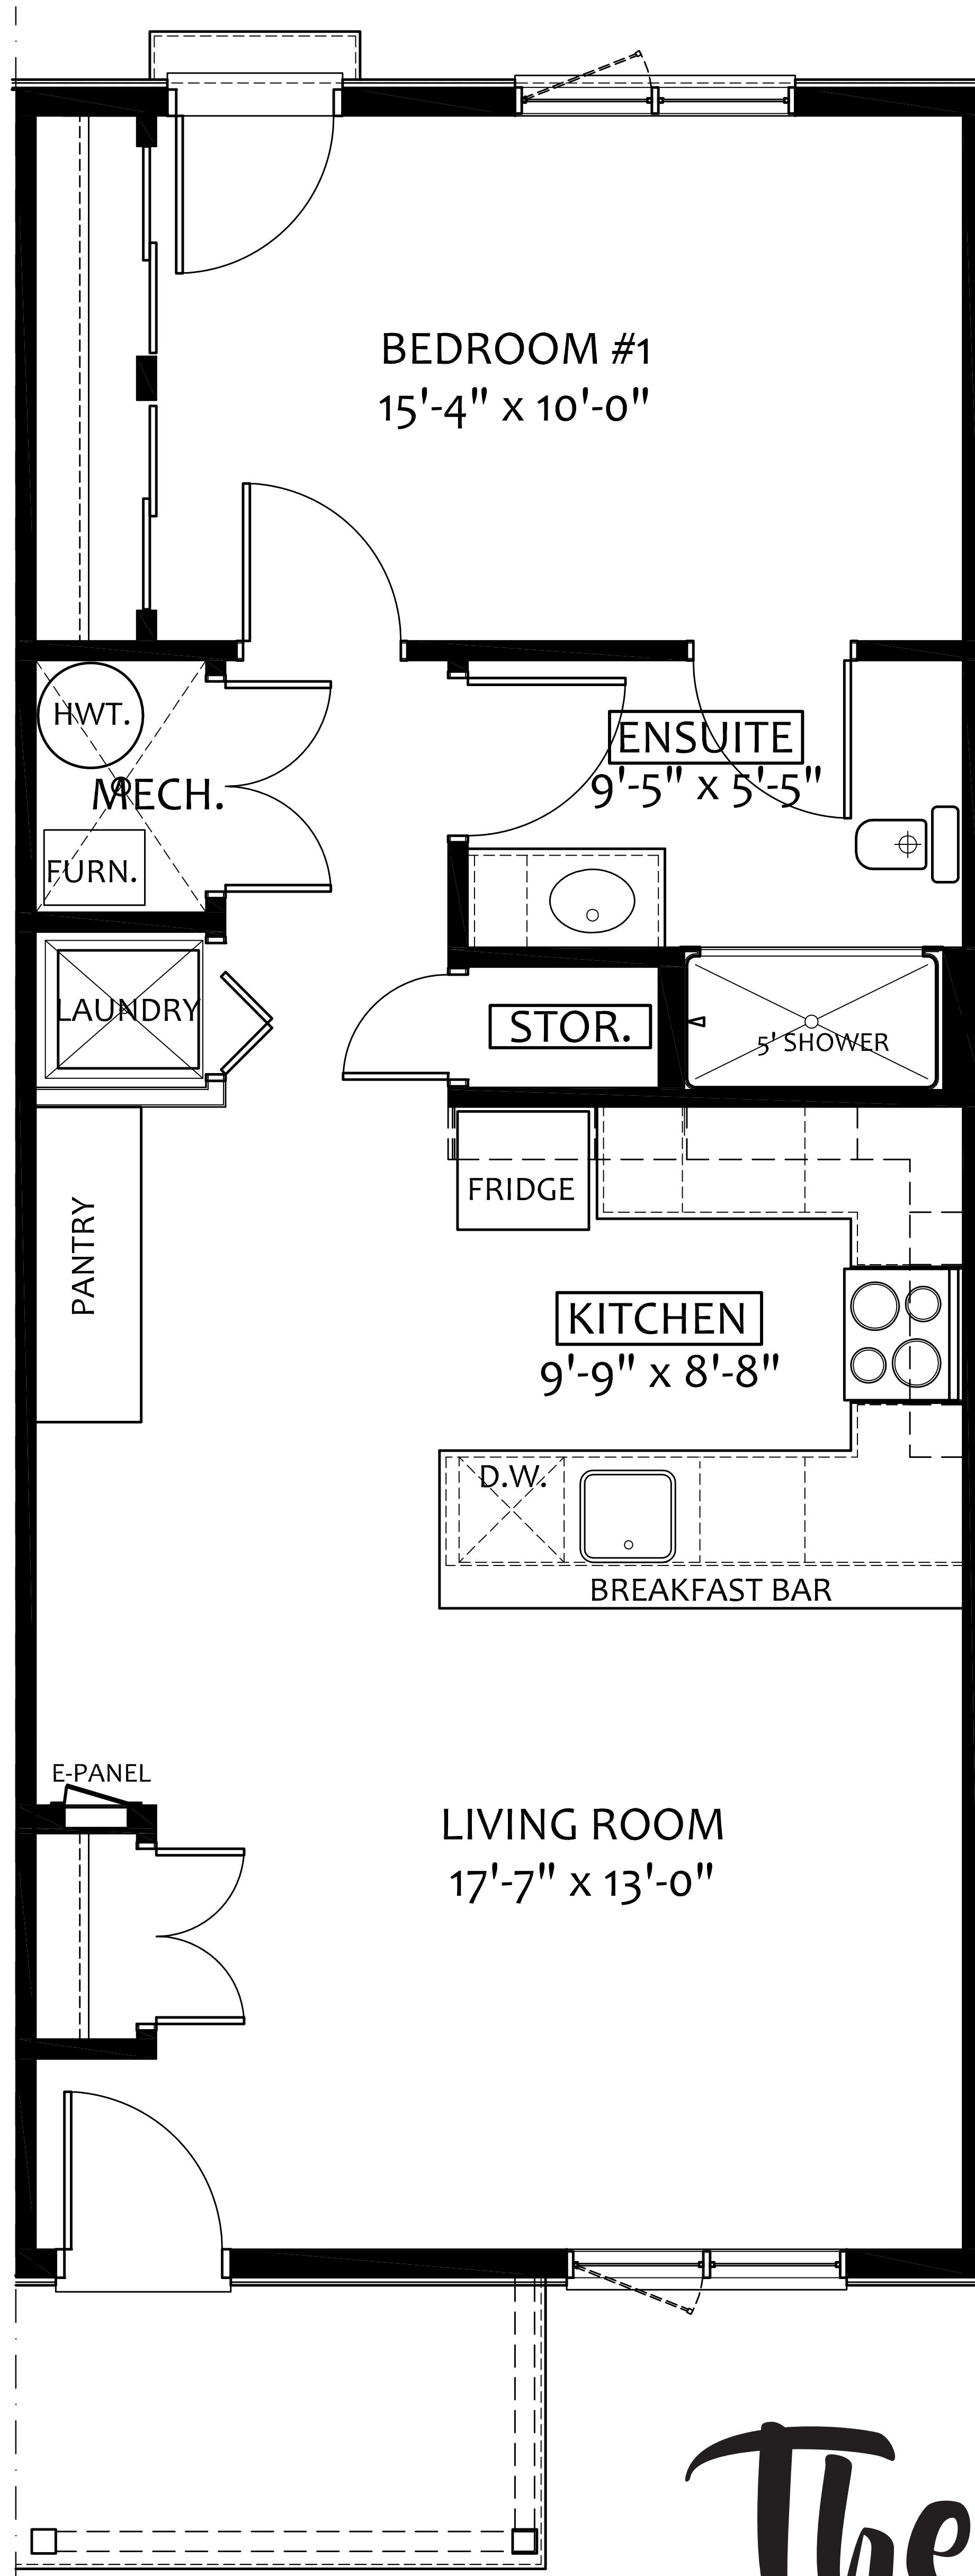 BEDROOM #1
15'-4" x 10'-0"
HWT.
MECH.
FURN.
ENSUITE
9'-5" x 5'-5"
LAUNDRY
STOR.
5' SHOWER
PANTRY
FRIDGE
KITCHEN
9'-9" x 8'-8"
D.W.
BREAKFAST BAR
E-PANEL
LIVING ROOM
17'-7" x 13'-0"
The